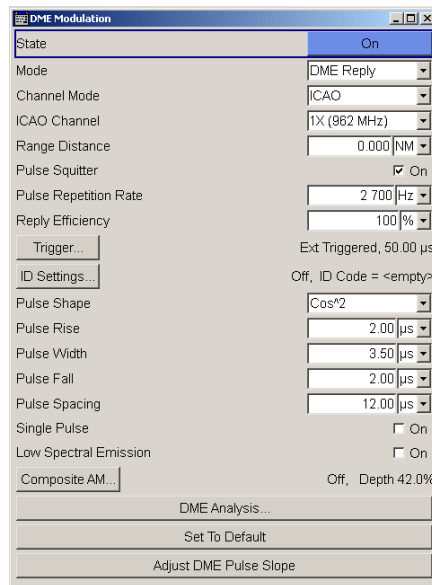 DME Modulation
State On
Mode DME Reply
Channel Mode ICAO
ICAO Channel 1X (962 MHz)
Range Distance 0.000 NM
Pulse Squitter On
Pulse Repetition Rate 2 700 Hz
Reply Efficiency 100 %
Trigger... Ext Triggered, 50.00 µs
ID Settings... Off, ID Code = <empty>
Pulse Shape Cos^2
Pulse Rise 2.00 µs
Pulse Width 3.50 µs
Pulse Fall 2.00 µs
Pulse Spacing 12.00 µs
Single Pulse On
Low Spectral Emission On
Composite AM... Off, Depth 42.0%
DME Analysis...
Set To Default
Adjust DME Pulse Slope